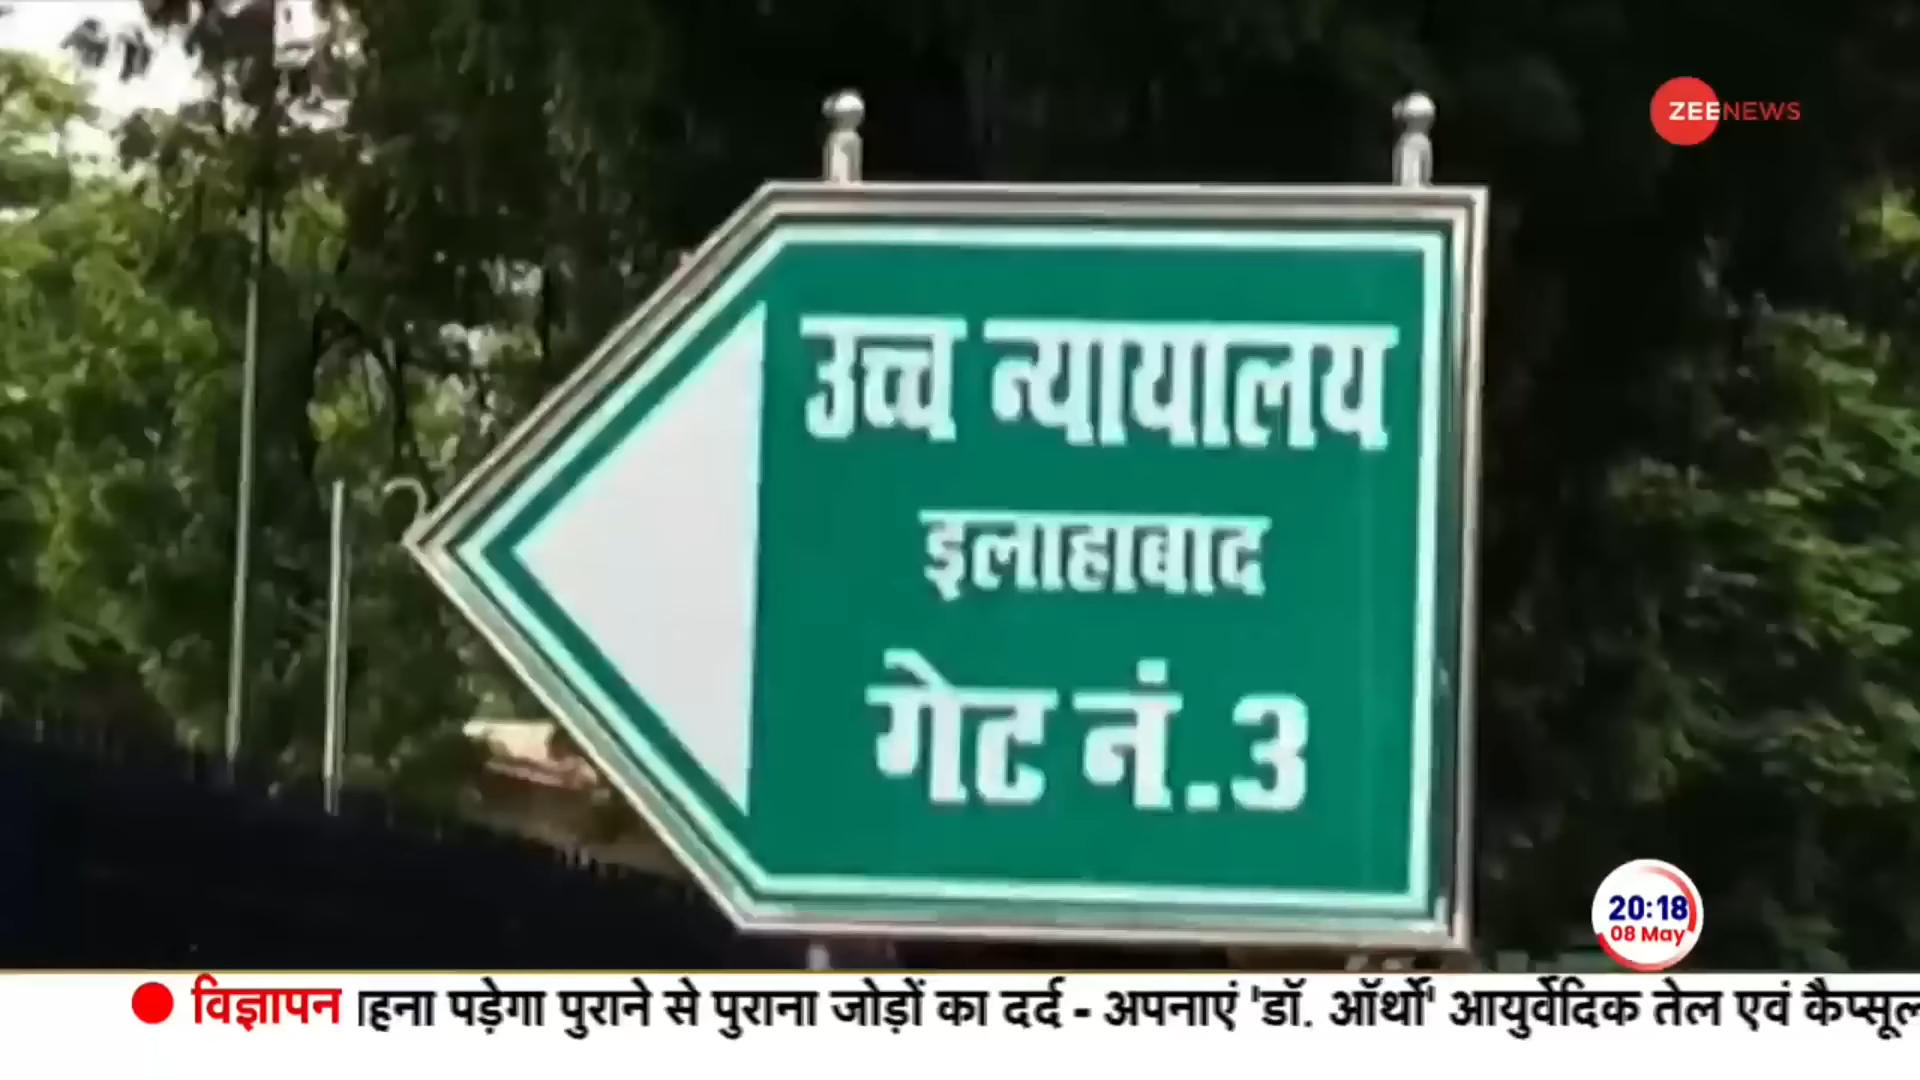 ZEENEWS
उच्च न्यायालय
इलाहाबाद
गेट नं.3
20:18
08 May
विज्ञापन हना पड़ेगा पुराने से पुराना जोड़ों का दर्द - अपनाएं 'डॉ. ऑर्थो' आयुर्वेदिक तेल एवं कैप्सूल